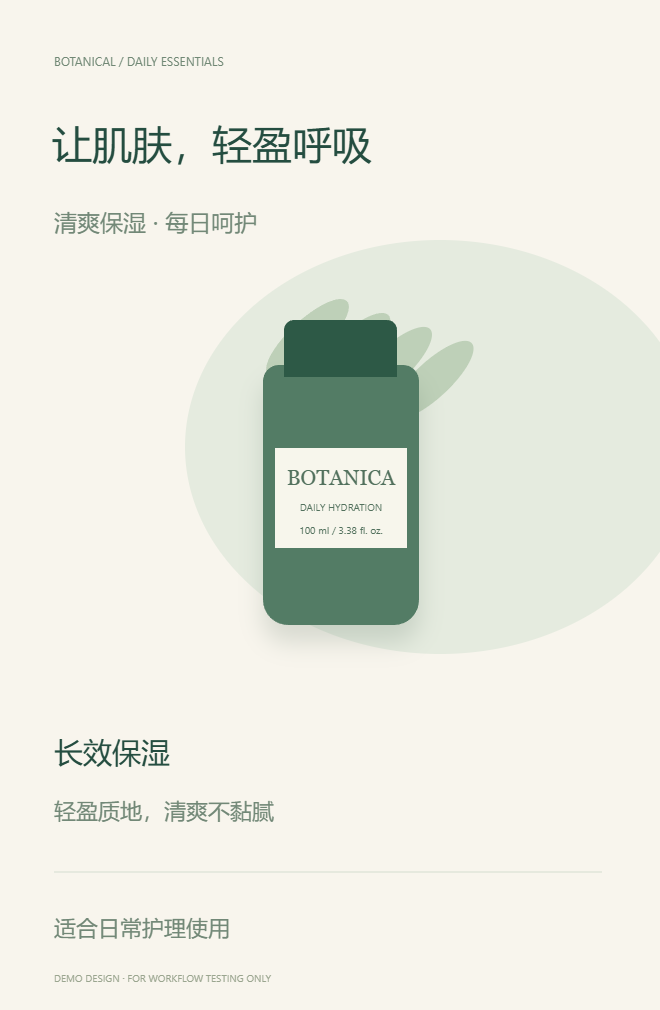 BOTANICAL / DAILY ESSENTIALS
让肌肤，轻盈呼吸
清爽保湿 · 每日呵护
BOTANICA
DAILY HYDRATION
100 ml / 3.38 fl. oz.
长效保湿
轻盈质地，清爽不黏腻
适合日常护理使用
DEMO DESIGN · FOR WORKFLOW TESTING ONLY